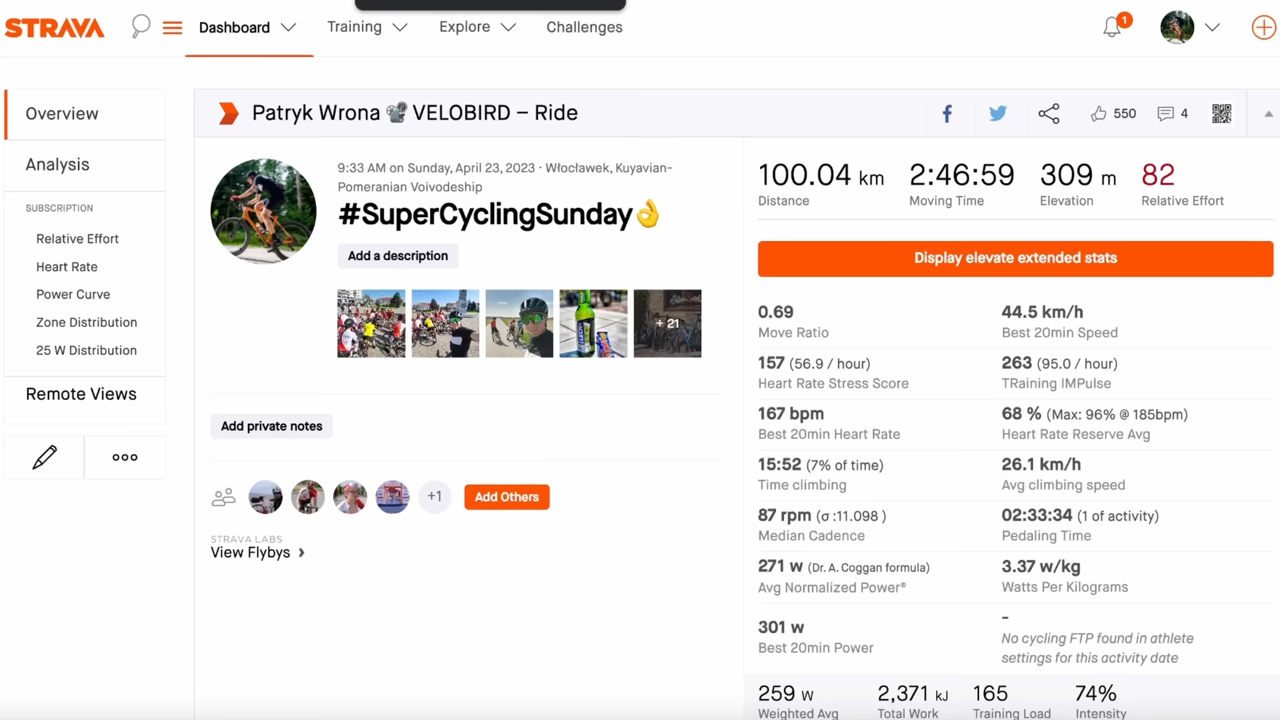 STRAVA
Dashboard
Training
Explore
Challenges
1
Overview
Analysis
SUBSCRIPTION
Relative Effort
Heart Rate
Power Curve
Zone Distribution
25 W Distribution
Remote Views
Patryk Wrona 📽️ VELOBIRD – Ride
550
4
9:33 AM on Sunday, April 23, 2023 · Włocławek, Kuyavian-
Pomeranian Voivodeship
#SuperCyclingSunday👌
Add a description
+ 21
Add private notes
+1
Add Others
STRAVA LABS
View Flybys
100.04 km
Distance
2:46:59
Moving Time
309 m
Elevation
82
Relative Effort
Display elevate extended stats
0.69
Move Ratio
44.5 km/h
Best 20min Speed
157 (56.9 / hour)
Heart Rate Stress Score
263 (95.0 / hour)
TRaining IMPulse
167 bpm
Best 20min Heart Rate
68 % (Max: 96% @ 185bpm)
Heart Rate Reserve Avg
15:52 (7% of time)
Time climbing
26.1 km/h
Avg climbing speed
87 rpm (σ :11.098 )
Median Cadence
02:33:34 (1 of activity)
Pedaling Time
271 w (Dr. A. Coggan formula)
Avg Normalized Power®
3.37 w/kg
Watts Per Kilograms
301 w
Best 20min Power
-
No cycling FTP found in athlete
settings for this activity date
259 W
Weighted Avg
2,371 kJ
Total Work
165
Training Load
74%
Intensity